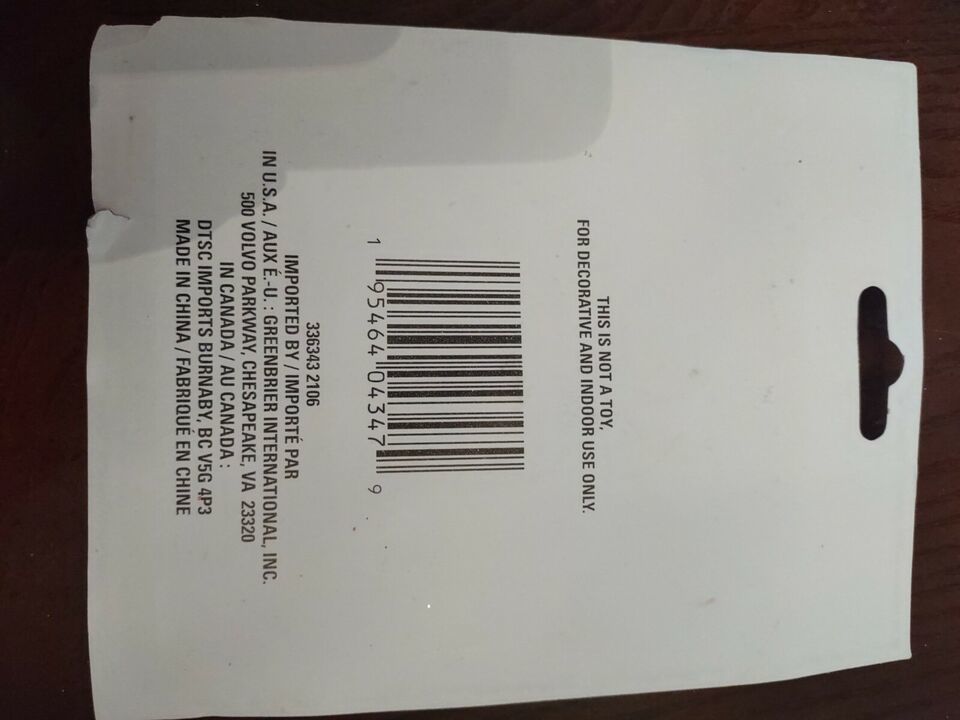 THIS IS NOT A TOY,
FOR DECORATIVE AND INDOOR USE ONLY.
1 95464 04347 9
336343 2106
IMPORTED BY / IMPORTÉ PAR
IN U.S.A. / AUX É.-U. : GREENBRIER INTERNATIONAL, INC.
500 VOLVO PARKWAY, CHESAPEAKE, VA 23320
IN CANADA / AU CANADA :
DTSC IMPORTS BURNABY, BC V5G 4P3
MADE IN CHINA / FABRIQUÉ EN CHINE